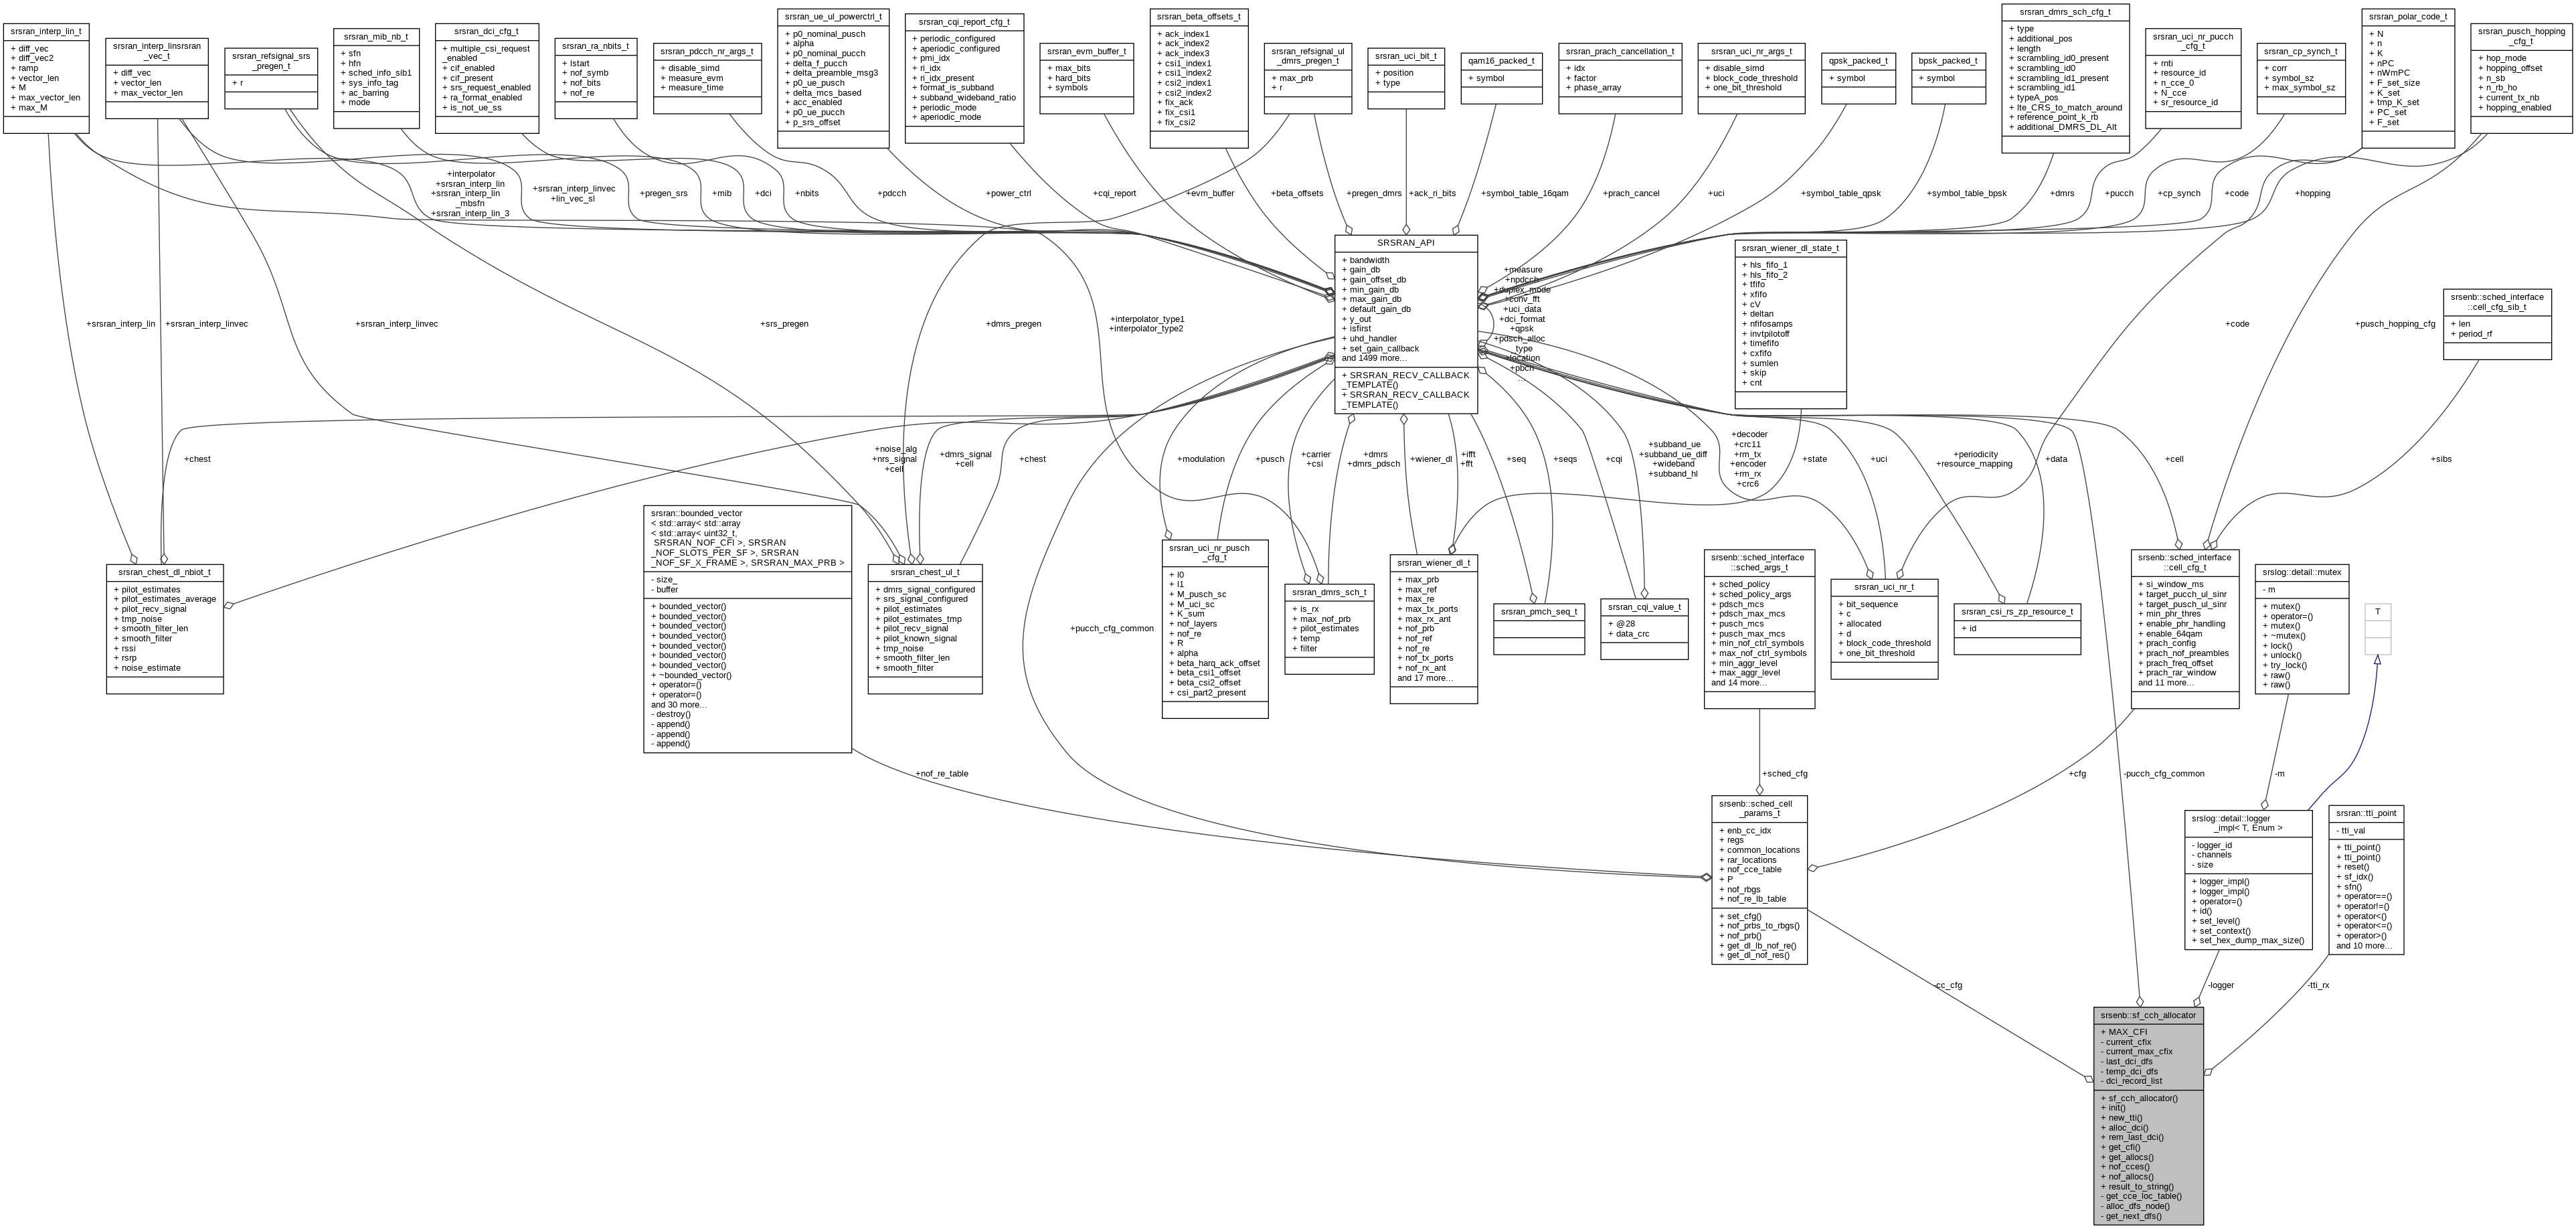 srsran_interp_lin_t
+ diff_vec
+ diff_vec2
+ ramp
+ vector_len
+ M
+ max_vector_len
+ max_M
srsran_interp_linsrsran
_vec_t
+ diff_vec
+ vector_len
+ max_vector_len
srsran_refsignal_srs
_pregen_t
+ r
srsran_mib_nb_t
+ sfn
+ hfn
+ sched_info_sib1
+ sys_info_tag
+ ac_barring
+ mode
srsran_dci_cfg_t
+ multiple_csi_request
_enabled
+ cif_enabled
+ cif_present
+ srs_request_enabled
+ ra_format_enabled
+ is_not_ue_ss
srsran_ra_nbits_t
+ lstart
+ nof_symb
+ nof_bits
+ nof_re
srsran_pdcch_nr_args_t
+ disable_simd
+ measure_evm
+ measure_time
srsran_ue_ul_powerctrl_t
+ p0_nominal_pusch
+ alpha
+ p0_nominal_pucch
+ delta_f_pucch
+ delta_preamble_msg3
+ p0_ue_pusch
+ delta_mcs_based
+ acc_enabled
+ p0_ue_pucch
+ p_srs_offset
srsran_cqi_report_cfg_t
+ periodic_configured
+ aperiodic_configured
+ pmi_idx
+ ri_idx
+ ri_idx_present
+ format_is_subband
+ subband_wideband_ratio
+ periodic_mode
+ aperiodic_mode
srsran_evm_buffer_t
+ max_bits
+ hard_bits
+ symbols
srsran_beta_offsets_t
+ ack_index1
+ ack_index2
+ ack_index3
+ csi1_index1
+ csi1_index2
+ csi2_index1
+ csi2_index2
+ fix_ack
+ fix_csi1
+ fix_csi2
srsran_refsignal_ul
_dmrs_pregen_t
+ max_prb
+ r
srsran_uci_bit_t
+ position
+ type
qam16_packed_t
+ symbol
srsran_prach_cancellation_t
+ idx
+ factor
+ phase_array
srsran_uci_nr_args_t
+ disable_simd
+ block_code_threshold
+ one_bit_threshold
qpsk_packed_t
+ symbol
bpsk_packed_t
+ symbol
srsran_dmrs_sch_cfg_t
+ type
+ additional_pos
+ length
+ scrambling_id0_present
+ scrambling_id0
+ scrambling_id1_present
+ scrambling_id1
+ typeA_pos
+ lte_CRS_to_match_around
+ reference_point_k_rb
+ additional_DMRS_DL_Alt
srsran_uci_nr_pucch
_cfg_t
+ rnti
+ resource_id
+ n_cce_0
+ N_cce
+ sr_resource_id
srsran_cp_synch_t
+ corr
+ symbol_sz
+ max_symbol_sz
srsran_polar_code_t
+ N
+ n
+ K
+ nPC
+ nWmPC
+ F_set_size
+ K_set
+ tmp_K_set
+ PC_set
+ F_set
srsran_pusch_hopping
_cfg_t
+ hop_mode
+ hopping_offset
+ n_sb
+ n_rb_ho
+ current_tx_nb
+ hopping_enabled
+interpolator
+srsran_interp_lin
+srsran_interp_lin
_mbsfn
+srsran_interp_lin_3
+srsran_interp_linvec
+lin_vec_sl
+pregen_srs
+mib
+dci
+nbits
+pdcch
+power_ctrl
+cqi_report
+evm_buffer
+beta_offsets
+pregen_dmrs
+ack_ri_bits
+symbol_table_16qam
+prach_cancel
+uci
+symbol_table_qpsk
+symbol_table_bpsk
+dmrs
+pucch
+cp_synch
+code
+hopping
SRSRAN_API
+ bandwidth
+ gain_db
+ gain_offset_db
+ min_gain_db
+ max_gain_db
+ default_gain_db
+ y_out
+ isfirst
+ uhd_handler
+ set_gain_callback
and 1499 more...
+ SRSRAN_RECV_CALLBACK
_TEMPLATE()
+ SRSRAN_RECV_CALLBACK
_TEMPLATE()
+measure
+npdcch
+duplex_mode
+conv_fft
+uci_data
+dci_format
+qpsk
+pdsch_alloc
_type
+location
+pbch
...
srsran_wiener_dl_state_t
+ hls_fifo_1
+ hls_fifo_2
+ tfifo
+ xfifo
+ cV
+ deltan
+ nfifosamps
+ invtpilotoff
+ timefifo
+ cxfifo
+ sumlen
+ skip
+ cnt
srsenb::sched_interface
::cell_cfg_sib_t
+ len
+ period_rf
+srsran_interp_lin
+srsran_interp_linvec
+srsran_interp_linvec
+srs_pregen
+dmrs_pregen
+interpolator_type1
+interpolator_type2
+code
+pusch_hopping_cfg
+chest
+noise_alg
+nrs_signal
+cell
+dmrs_signal
+cell
+chest
+modulation
+pusch
+carrier
+csi
+dmrs
+dmrs_pdsch
+wiener_dl
+ifft
+fft
+seq
+seqs
+cqi
+subband_ue
+subband_ue_diff
+wideband
+subband_hl
+decoder
+crc11
+rm_tx
+encoder
+rm_rx
+crc6
+state
+uci
+periodicity
+resource_mapping
+data
+cell
+sibs
srsran_chest_dl_nbiot_t
+ pilot_estimates
+ pilot_estimates_average
+ pilot_recv_signal
+ tmp_noise
+ smooth_filter_len
+ smooth_filter
+ rssi
+ rsrp
+ noise_estimate
srsran::bounded_vector
< std::array< std::array
< std::array< uint32_t,
SRSRAN_NOF_CFI >, SRSRAN
_NOF_SLOTS_PER_SF >, SRSRAN
_NOF_SF_X_FRAME >, SRSRAN_MAX_PRB >
- size_
- buffer
+ bounded_vector()
+ bounded_vector()
+ bounded_vector()
+ bounded_vector()
+ bounded_vector()
+ bounded_vector()
+ bounded_vector()
+ ~bounded_vector()
+ operator=()
+ operator=()
and 30 more...
- destroy()
- append()
- append()
- append()
srsran_chest_ul_t
+ dmrs_signal_configured
+ srs_signal_configured
+ pilot_estimates
+ pilot_estimates_tmp
+ pilot_recv_signal
+ pilot_known_signal
+ tmp_noise
+ smooth_filter_len
+ smooth_filter
+pucch_cfg_common
srsran_uci_nr_pusch
_cfg_t
+ l0
+ l1
+ M_pusch_sc
+ M_uci_sc
+ K_sum
+ nof_layers
+ nof_re
+ R
+ alpha
+ beta_harq_ack_offset
+ beta_csi1_offset
+ beta_csi2_offset
+ csi_part2_present
srsran_dmrs_sch_t
+ is_rx
+ max_nof_prb
+ pilot_estimates
+ temp
+ filter
srsran_wiener_dl_t
+ max_prb
+ max_ref
+ max_re
+ max_tx_ports
+ max_rx_ant
+ nof_prb
+ nof_ref
+ nof_re
+ nof_tx_ports
+ nof_rx_ant
and 17 more...
srsran_pmch_seq_t
srsran_cqi_value_t
+ @28
+ data_crc
srsenb::sched_interface
::sched_args_t
+ sched_policy
+ sched_policy_args
+ pdsch_mcs
+ pdsch_max_mcs
+ pusch_mcs
+ pusch_max_mcs
+ min_nof_ctrl_symbols
+ max_nof_ctrl_symbols
+ min_aggr_level
+ max_aggr_level
and 14 more...
srsran_uci_nr_t
+ bit_sequence
+ c
+ allocated
+ d
+ block_code_threshold
+ one_bit_threshold
srsran_csi_rs_zp_resource_t
+ id
srsenb::sched_interface
::cell_cfg_t
+ si_window_ms
+ target_pucch_ul_sinr
+ target_pusch_ul_sinr
+ min_phr_thres
+ enable_phr_handling
+ enable_64qam
+ prach_config
+ prach_nof_preambles
+ prach_freq_offset
+ prach_rar_window
and 11 more...
srslog::detail::mutex
- m
+ mutex()
+ operator=()
+ mutex()
+ ~mutex()
+ lock()
+ unlock()
+ try_lock()
+ raw()
+ raw()
T
+nof_re_table
+sched_cfg
+cfg
-pucch_cfg_common
-m
srsenb::sched_cell
_params_t
+ enb_cc_idx
+ regs
+ common_locations
+ rar_locations
+ nof_cce_table
+ P
+ nof_rbgs
+ nof_re_lb_table
+ set_cfg()
+ nof_prbs_to_rbgs()
+ nof_prb()
+ get_dl_lb_nof_re()
+ get_dl_nof_res()
srslog::detail::logger
_impl< T, Enum >
- logger_id
- channels
- size
+ logger_impl()
+ logger_impl()
+ operator=()
+ id()
+ set_level()
+ set_context()
+ set_hex_dump_max_size()
srsran::tti_point
- tti_val
+ tti_point()
+ tti_point()
+ reset()
+ sf_idx()
+ sfn()
+ operator==()
+ operator!=()
+ operator<()
+ operator<=()
+ operator>()
and 10 more...
-cc_cfg
-logger
-tti_rx
srsenb::sf_cch_allocator
+ MAX_CFI
- current_cfix
- current_max_cfix
- last_dci_dfs
- temp_dci_dfs
- dci_record_list
+ sf_cch_allocator()
+ init()
+ new_tti()
+ alloc_dci()
+ rem_last_dci()
+ get_cfi()
+ get_allocs()
+ nof_cces()
+ nof_allocs()
+ result_to_string()
- get_cce_loc_table()
- alloc_dfs_node()
- get_next_dfs()